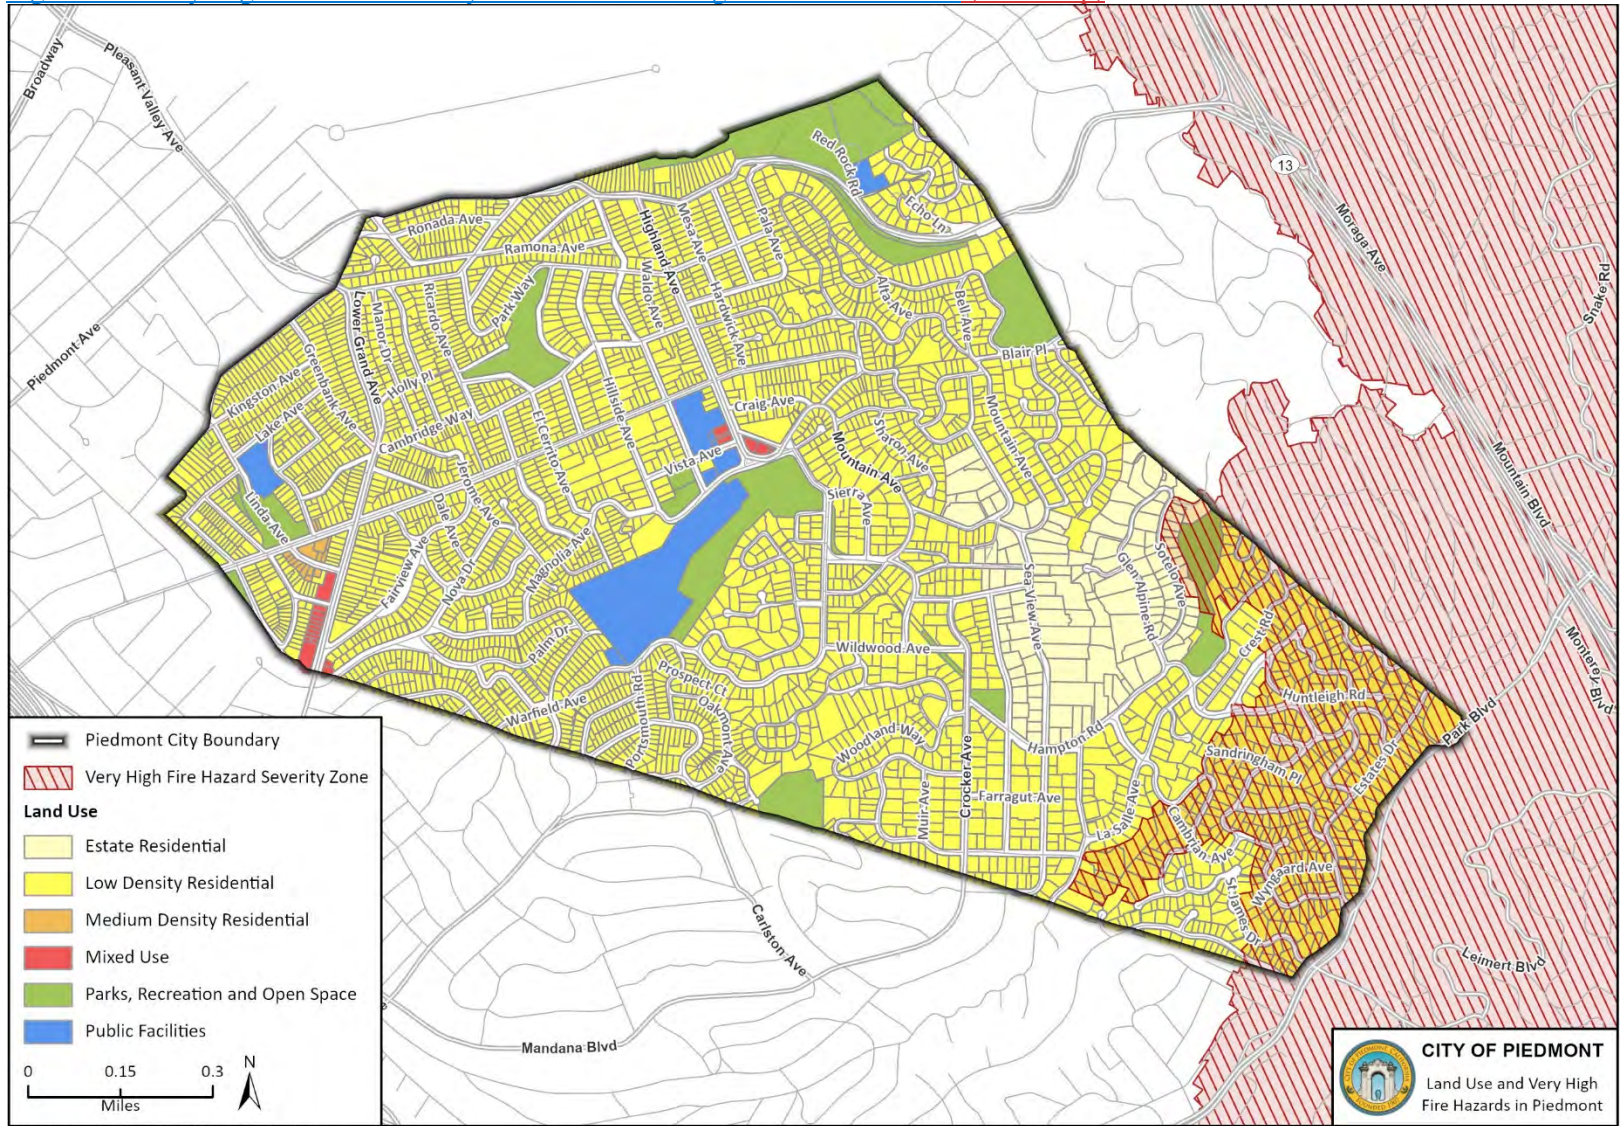 Broadway
Pleasant Valley Ave
Piedmont Ave
Red Rock Rd
Echo Ln
13
Moraga Ave
Snake Rd
Ronada Ave
Ramona Ave
Highland Ave
Mesa Ave
Pala Ave
Park Way
Waldo Ave
Hardwick Ave
Alta Ave
Bell Ave
Blair Pl
Lower Grand Ave
Manor Dr
Ricardo Ave
Holly Pl
Kingston Ave
Greenbank Ave
Lake Ave
Cambridge Way
El Cerrito Ave
Hillside Ave
Craig Ave
Vista Ave
Mountain Ave
Sharon Ave
Mountain Ave
Sierra Ave
Jerome Ave
Dale Ave
Linda Ave
Fairview Ave
Nova Dr
Magnolia Ave
Palm Dr
Sea View Ave
Glen Alpine Rd
Sotelo Ave
Crest Rd
Mountain Blvd
Monterey Blvd
Park Blvd
Wildwood Ave
Prospect Ct
Oakmont Ave
Portsmouth Rd
Warfield Ave
Woodland Way
Hampton Rd
Huntleigh Rd
Sandringham Pl
Estates Dr
Crocker Ave
Muir Ave
Farragut Ave
La Salle Ave
Cambrian Ave
Wyngaard Ave
St James Dr
Leimert Blvd
Carlston Ave
Mandana Blvd
Piedmont City Boundary
Very High Fire Hazard Severity Zone
Land Use
Estate Residential
Low Density Residential
Medium Density Residential
Mixed Use
Parks, Recreation and Open Space
Public Facilities
0 0.15 0.3
Miles
N
CITY OF PIEDMONT
Land Use and Very High
Fire Hazards in Piedmont